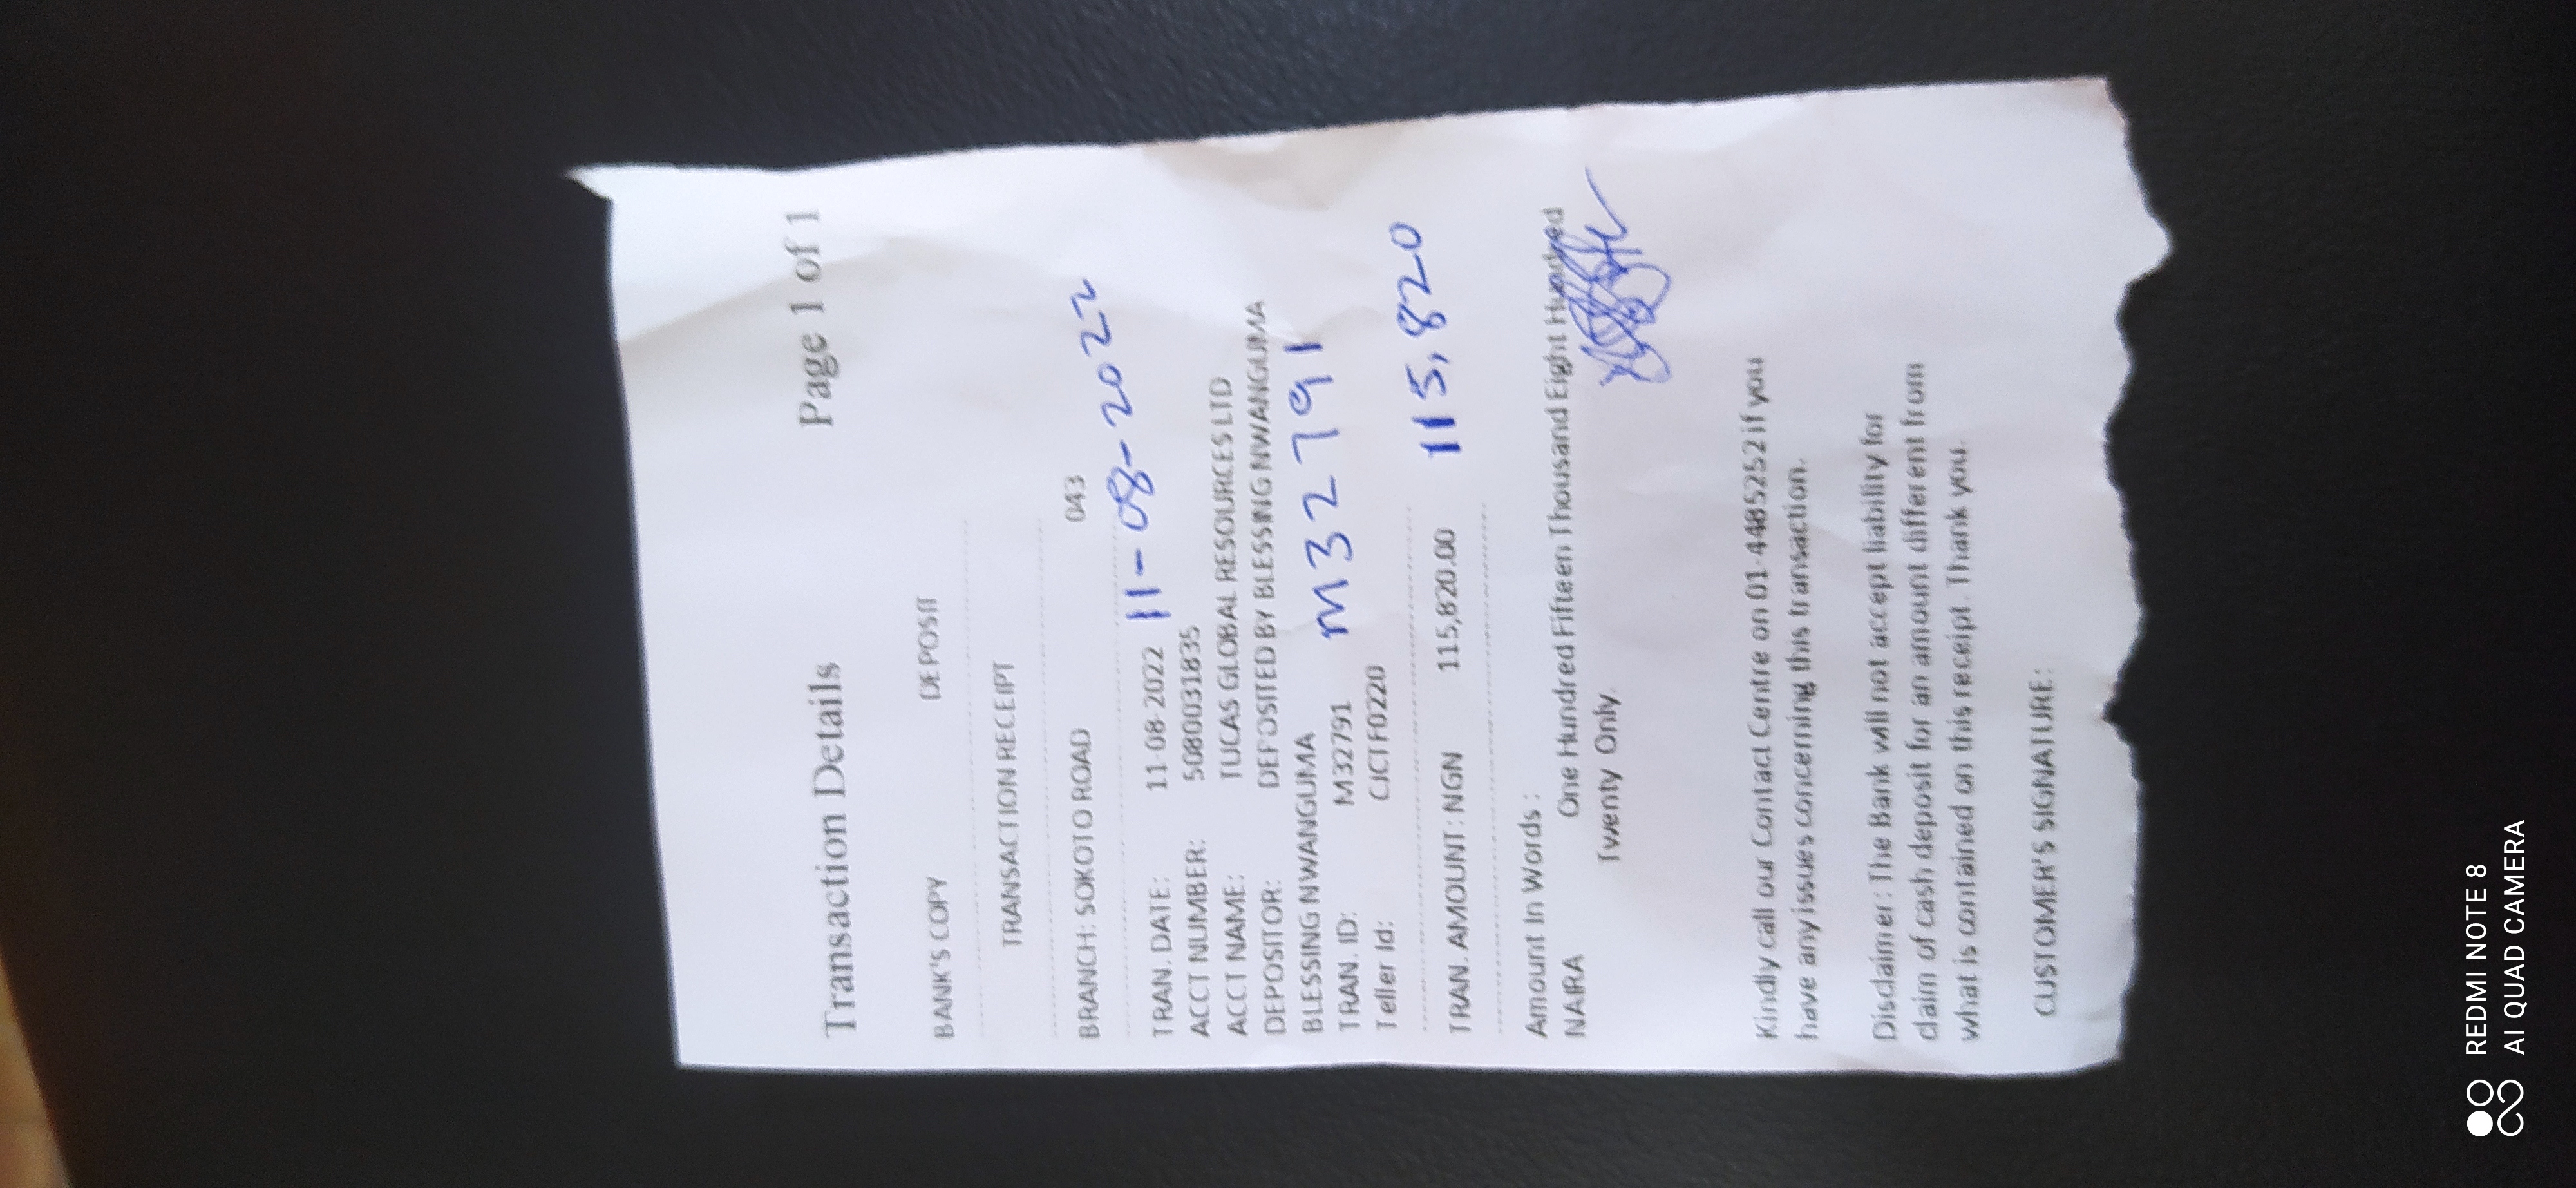 Transaction Details Page 1 of 1
BANK'S COPY DEPOSIT
TRANSACTION RECEIPT
BRANCH: SOKOTO ROAD 043
TRAN. DATE: 11-08-2022 11-08-2022
ACCT NUMBER: 5080031835
ACCT NAME: TUCAS GLOBAL RESOURCES LTD
DEPOSITOR: DEPOSITED BY BLESSING NWANGUMA
BLESSING NWANGUMA
TRAN. ID: M32791 M32791
Teller Id: CJCTF0220
TRAN. AMOUNT: NGN 115,820.00 115,820
Amount In Words :
NAIRA One Hundred Fifteen Thousand Eight Hundred
Twenty Only.
Kindly call our Contact Centre on 01-4485252 if you
have any issues concerning this transaction.
Disclaimer: The Bank will not accept liability for
claim of cash deposit for an amount different from
what is contained on this receipt. Thank you.
CUSTOMER'S SIGNATURE:
REDMI NOTE 8
AI QUAD CAMERA